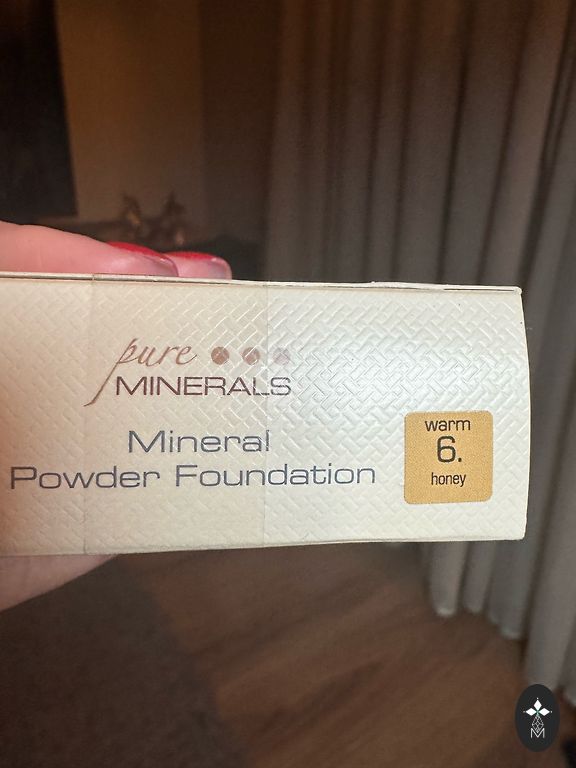 pure
MINERALS
Mineral
Powder Foundation
warm
6.
honey
M